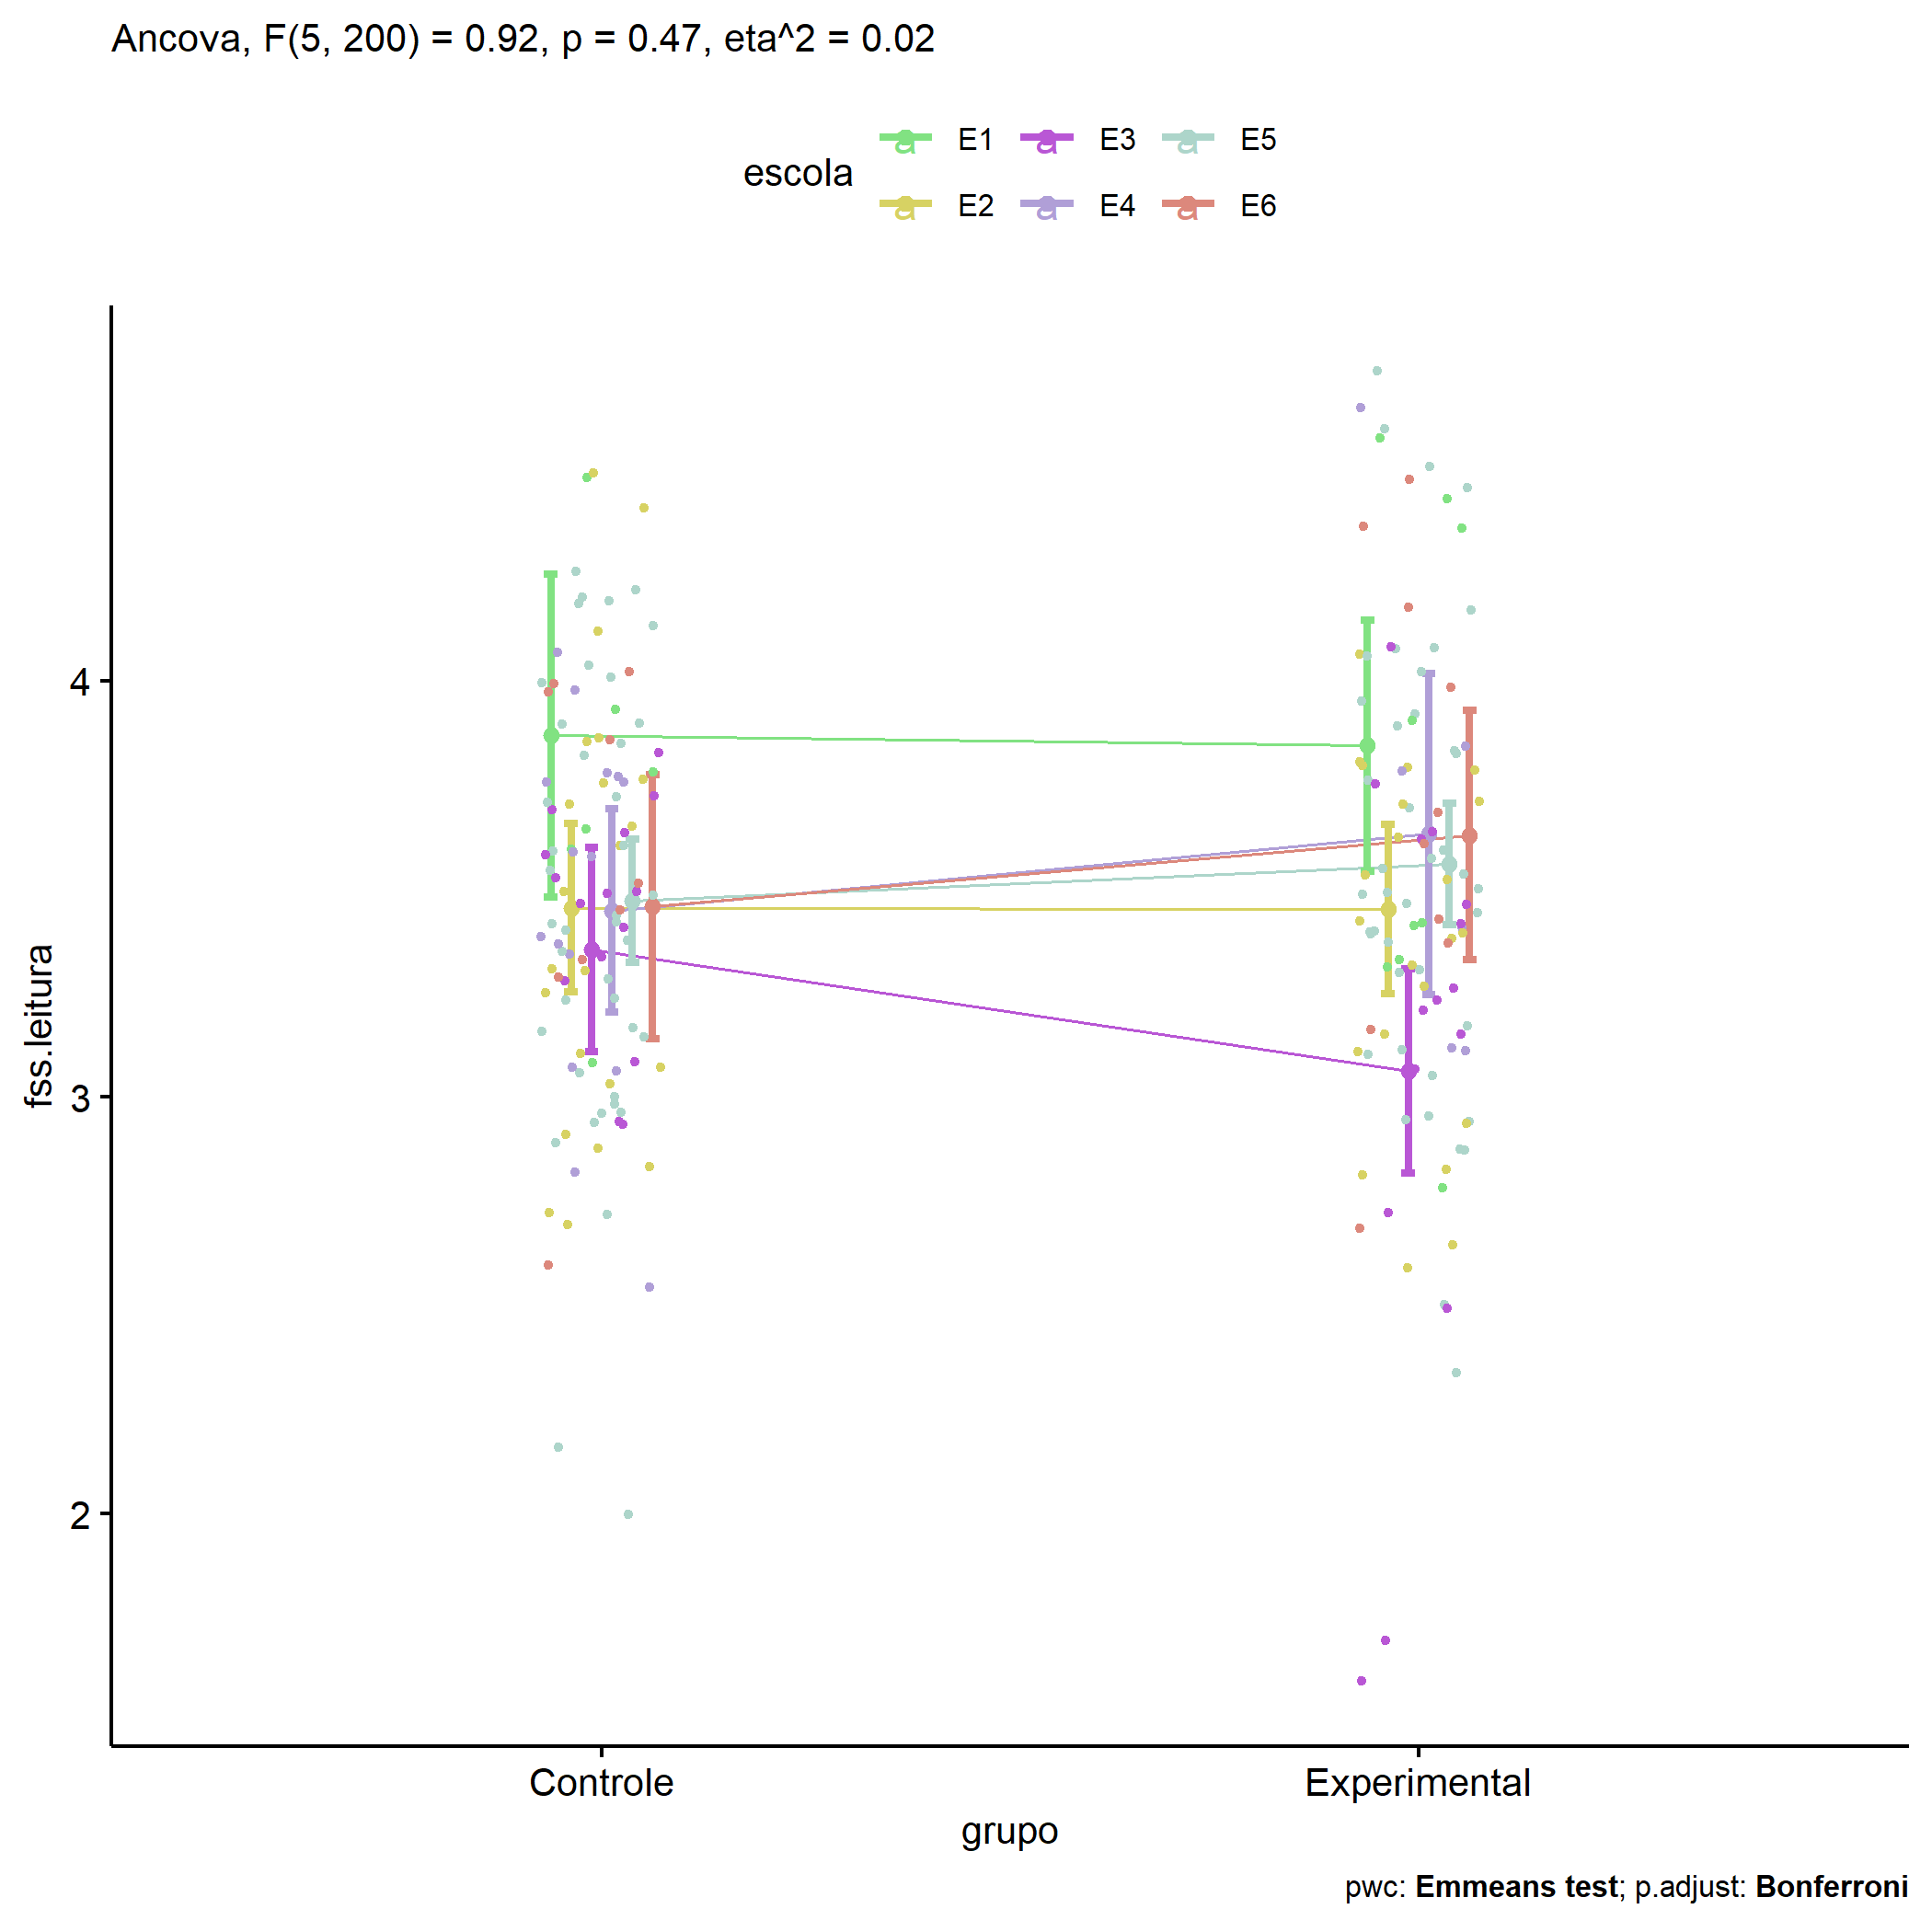 Ancova, F(5, 200) = 0.92, p = 0.47, eta^2 = 0.02
escola
a E1 a E3 a E5
a E2 a E4 a E6
fss.leitura
4
3
2
Controle Experimental
grupo
pwc: Emmeans test; p.adjust: Bonferroni